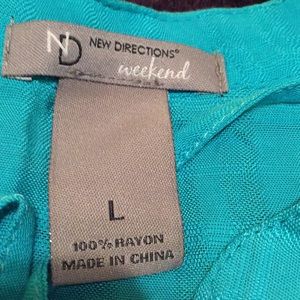 ND NEW DIRECTIONS®
weekend
L
100% RAYON
MADE IN CHINA